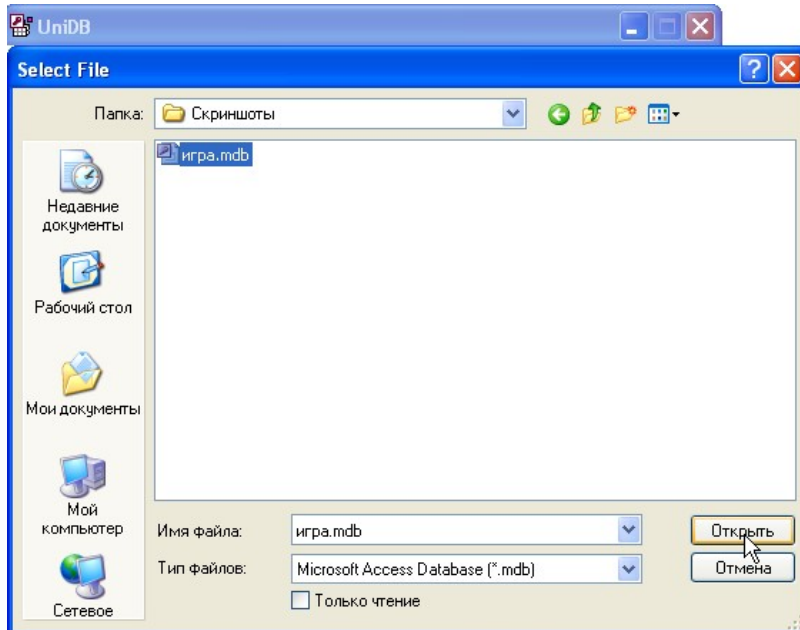 UniDB
Select File
Папка:
Скриншоты
игра.mdb
Недавние
документы
Рабочий стол
Мои документы
Мой
компьютер
Сетевое
Имя файла:
игра.mdb
Открыть
Тип файлов:
Microsoft Access Database (*.mdb)
Отмена
Только чтение